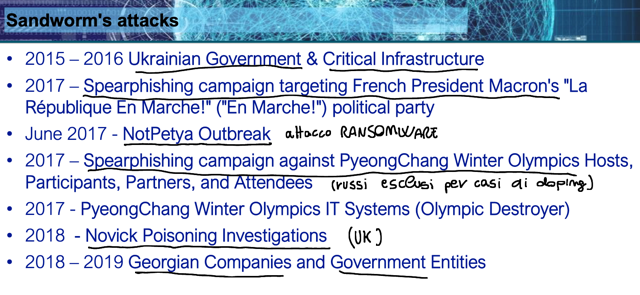 Sandworm's attacks
• 2015 – 2016 Ukrainian Government & Critical Infrastructure
• 2017 – Spearphishing campaign targeting French President Macron's "La
République En Marche!" ("En Marche!") political party
• June 2017 - NotPetya Outbreak attacco RANSOMWARE
• 2017 – Spearphishing campaign against PyeongChang Winter Olympics Hosts,
Participants, Partners, and Attendees (russi esclusi per casi di doping)
• 2017 - PyeongChang Winter Olympics IT Systems (Olympic Destroyer)
• 2018 - Novick Poisoning Investigations (UK)
• 2018 – 2019 Georgian Companies and Government Entities